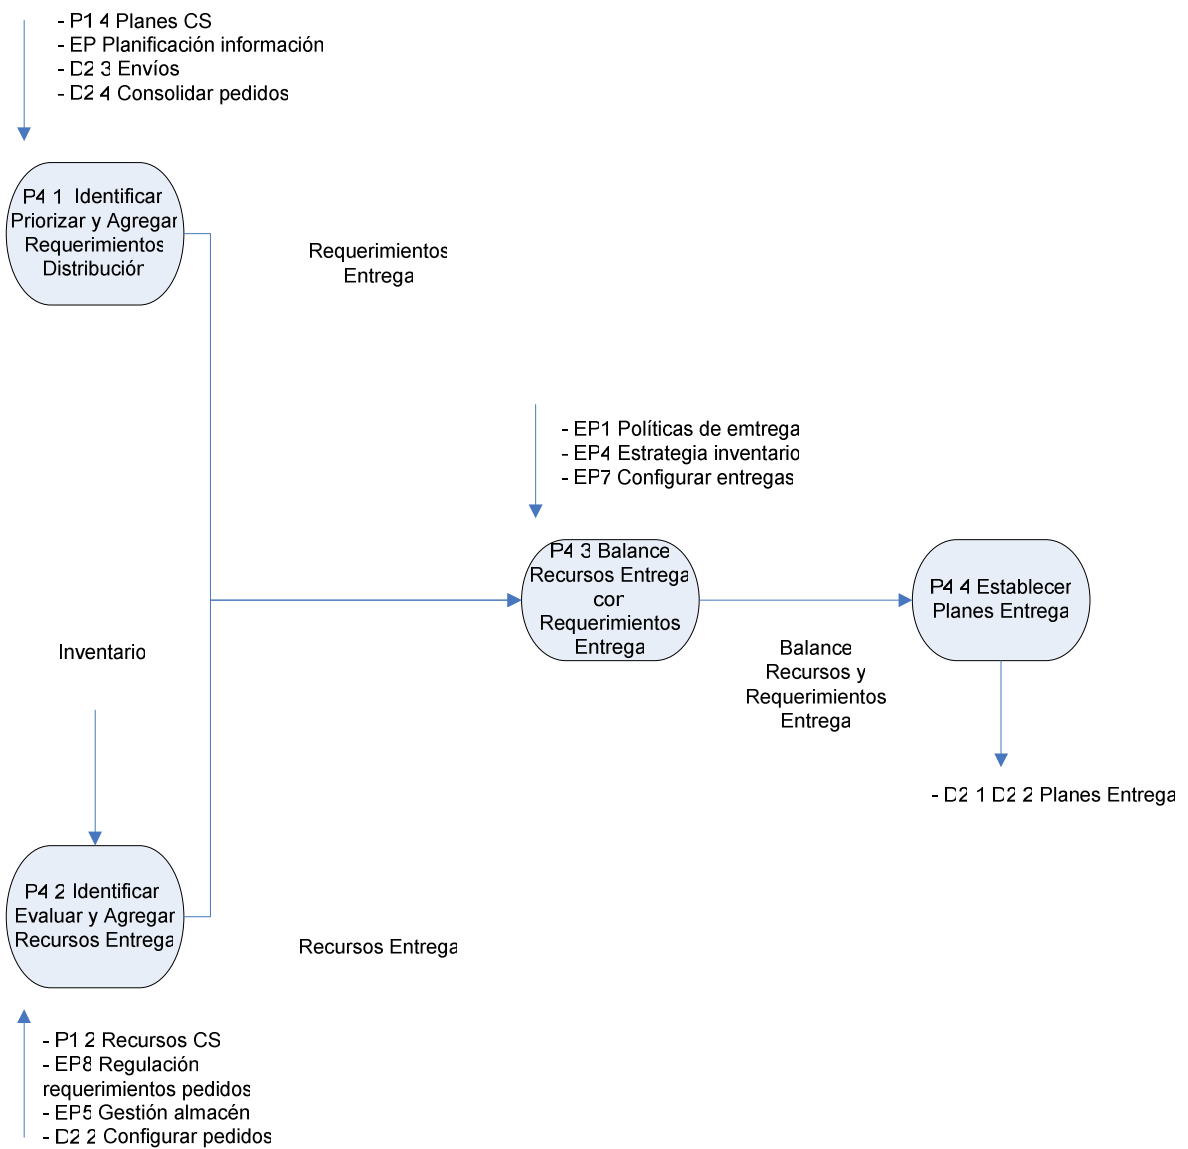 - P1 4 Planes CS
- EP Planificación información
- D2 3 Envíos
- D2 4 Consolidar pedidos
P4 1 Identificar
Priorizar y Agregar
Requerimientos
Distribución
Requerimientos
Entrega
- EP1 Políticas de emtrega
- EP4 Estrategia inventario
- EP7 Configurar entregas
P4 3 Balance
Recursos Entrega
con
Requerimientos
Entrega
P4 4 Establecer
Planes Entrega
Inventario
Balance
Recursos y
Requerimientos
Entrega
- D2 1 D2 2 Planes Entrega
P4 2 Identificar
Evaluar y Agregar
Recursos Entrega
Recursos Entrega
- P1 2 Recursos CS
- EP8 Regulación
requerimientos pedidos
- EP5 Gestión almacén
- D2 2 Configurar pedidos